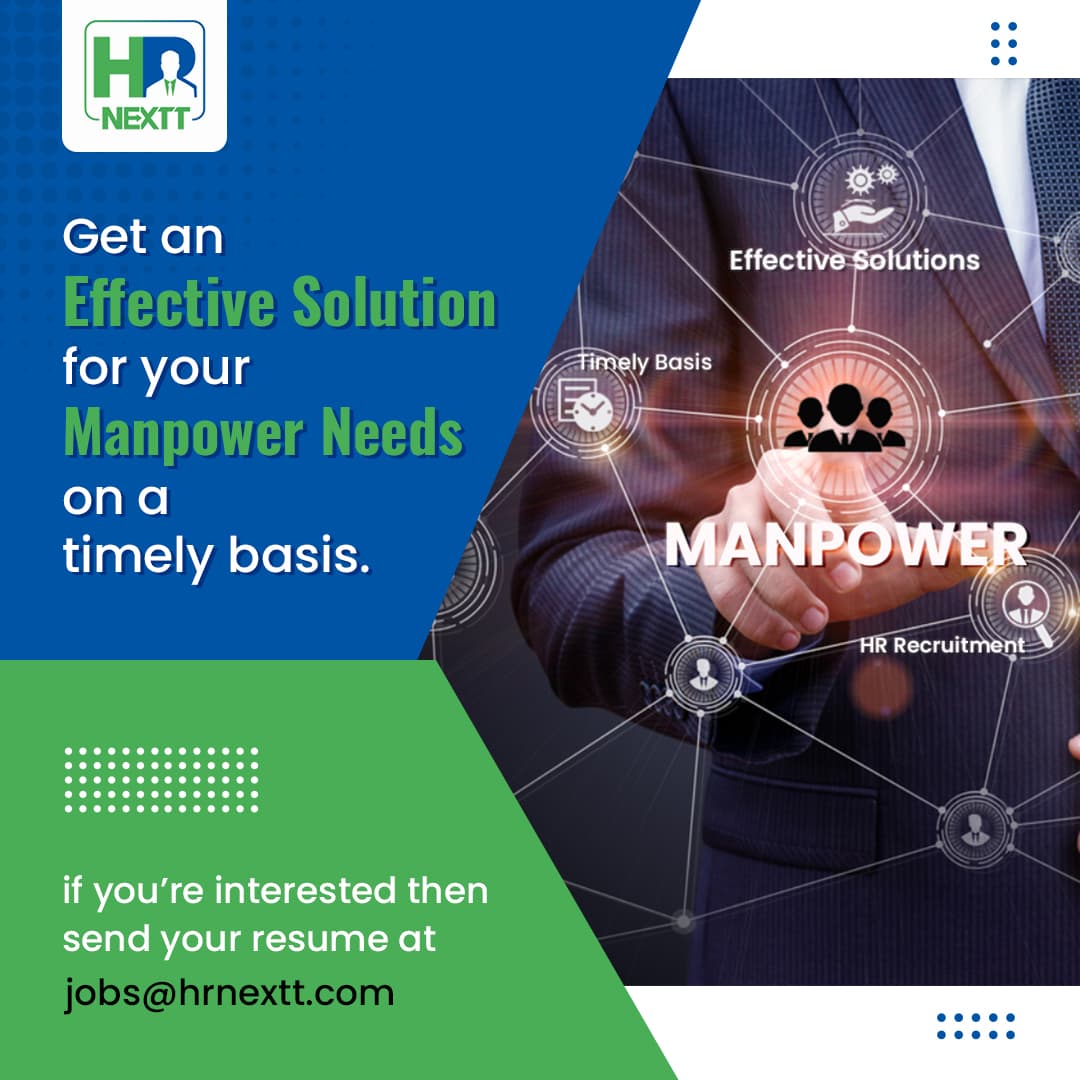 HR
NEXTT
Get an
Effective Solution
for your
Manpower Needs
on a
timely basis.
Effective Solutions
Timely Basis
MANPOWER
HR Recruitment
if you're interested then
send your resume at
jobs@hrnextt.com